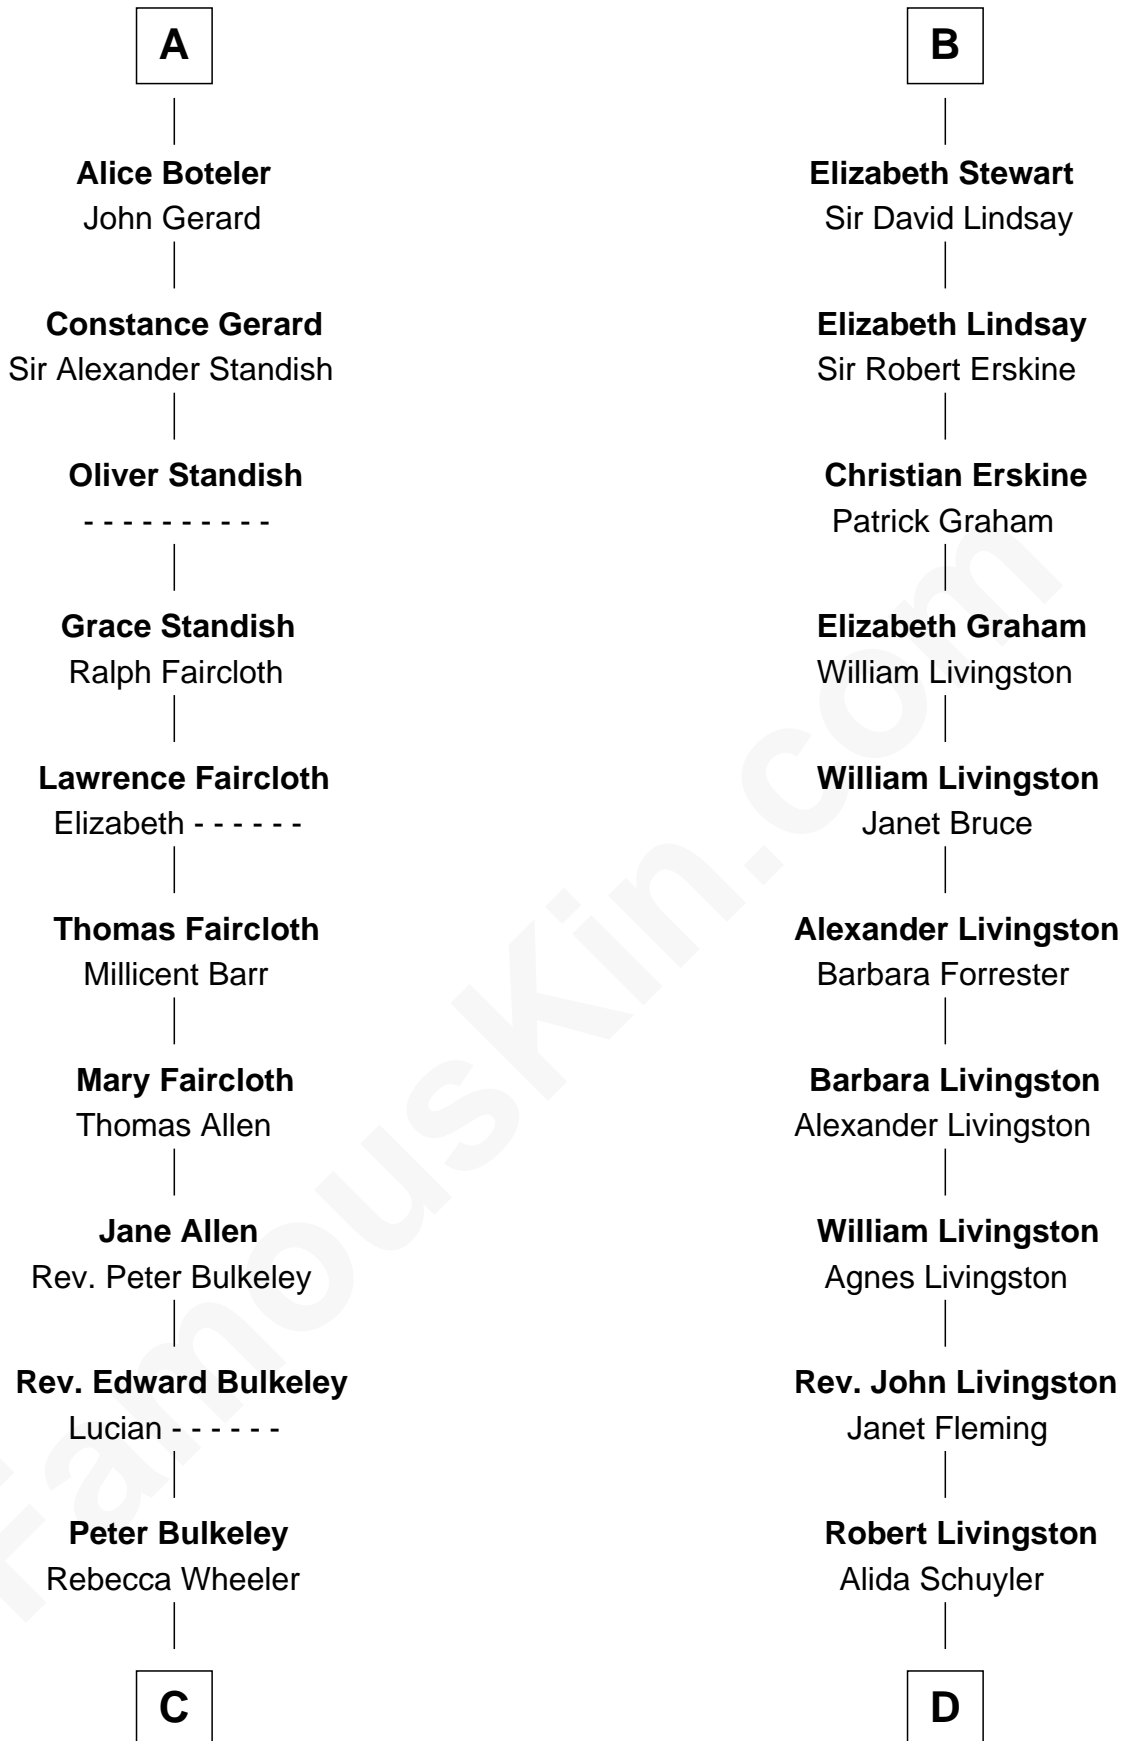 A
Alice Boteler
John Gerard
Constance Gerard
Sir Alexander Standish
Oliver Standish
- - - - - - - - - -
Grace Standish
Ralph Faircloth
Lawrence Faircloth
Elizabeth - - - - - -
Thomas Faircloth
Millicent Barr
Mary Faircloth
Thomas Allen
Jane Allen
Rev. Peter Bulkeley
Rev. Edward Bulkeley
Lucian - - - - - -
Peter Bulkeley
Rebecca Wheeler
C
B
Elizabeth Stewart
Sir David Lindsay
Elizabeth Lindsay
Sir Robert Erskine
Christian Erskine
Patrick Graham
Elizabeth Graham
William Livingston
William Livingston
Janet Bruce
Alexander Livingston
Barbara Forrester
Barbara Livingston
Alexander Livingston
William Livingston
Agnes Livingston
Rev. John Livingston
Janet Fleming
Robert Livingston
Alida Schuyler
D
FamousKin.com